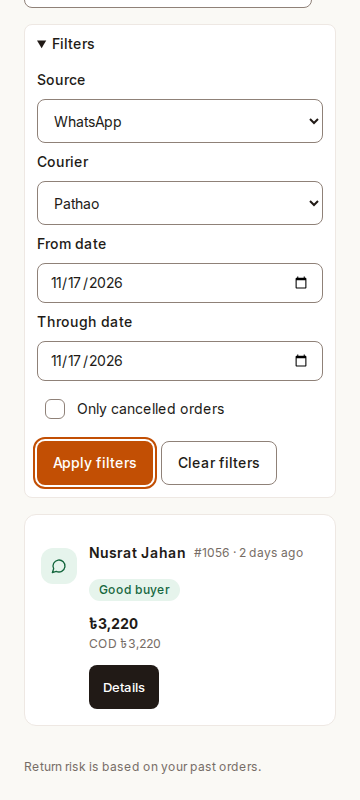 Filters
Source
WhatsApp
Courier
Pathao
From date
11/17/2026
Through date
11/17/2026
Only cancelled orders
Apply filters
Clear filters
Nusrat Jahan #1056 · 2 days ago
Good buyer
৳3,220
COD ৳3,220
Details
Return risk is based on your past orders.